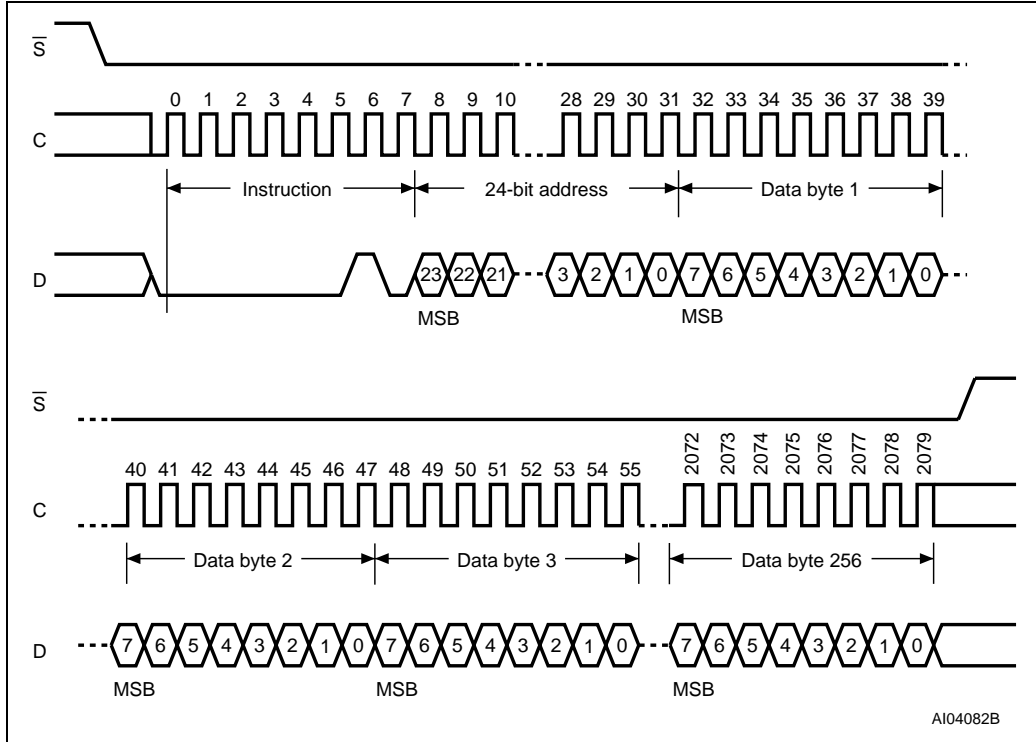 S
0 1 2 3 4 5 6 7 8 9 10 28 29 30 31 32 33 34 35 36 37 38 39
C
Instruction 24-bit address Data byte 1
D
23 22 21 3 2 1 0 7 6 5 4 3 2 1 0
MSB MSB
S
40 41 42 43 44 45 46 47 48 49 50 51 52 53 54 55 2072 2073 2074 2075 2076 2077 2078 2079
C
Data byte 2 Data byte 3 Data byte 256
D
7 6 5 4 3 2 1 0 7 6 5 4 3 2 1 0 7 6 5 4 3 2 1 0
MSB MSB MSB
AI04082B